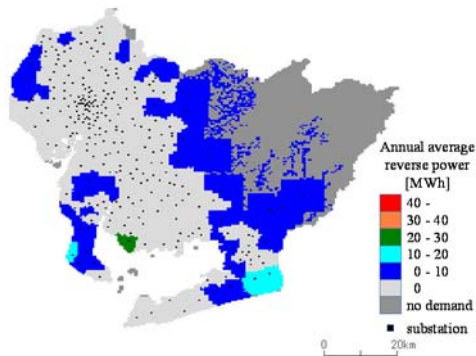 Annual average
reverse power
[MWh]
40 -
30 - 40
20 - 30
10 - 20
0 - 10
0
no demand
substation
0 20km